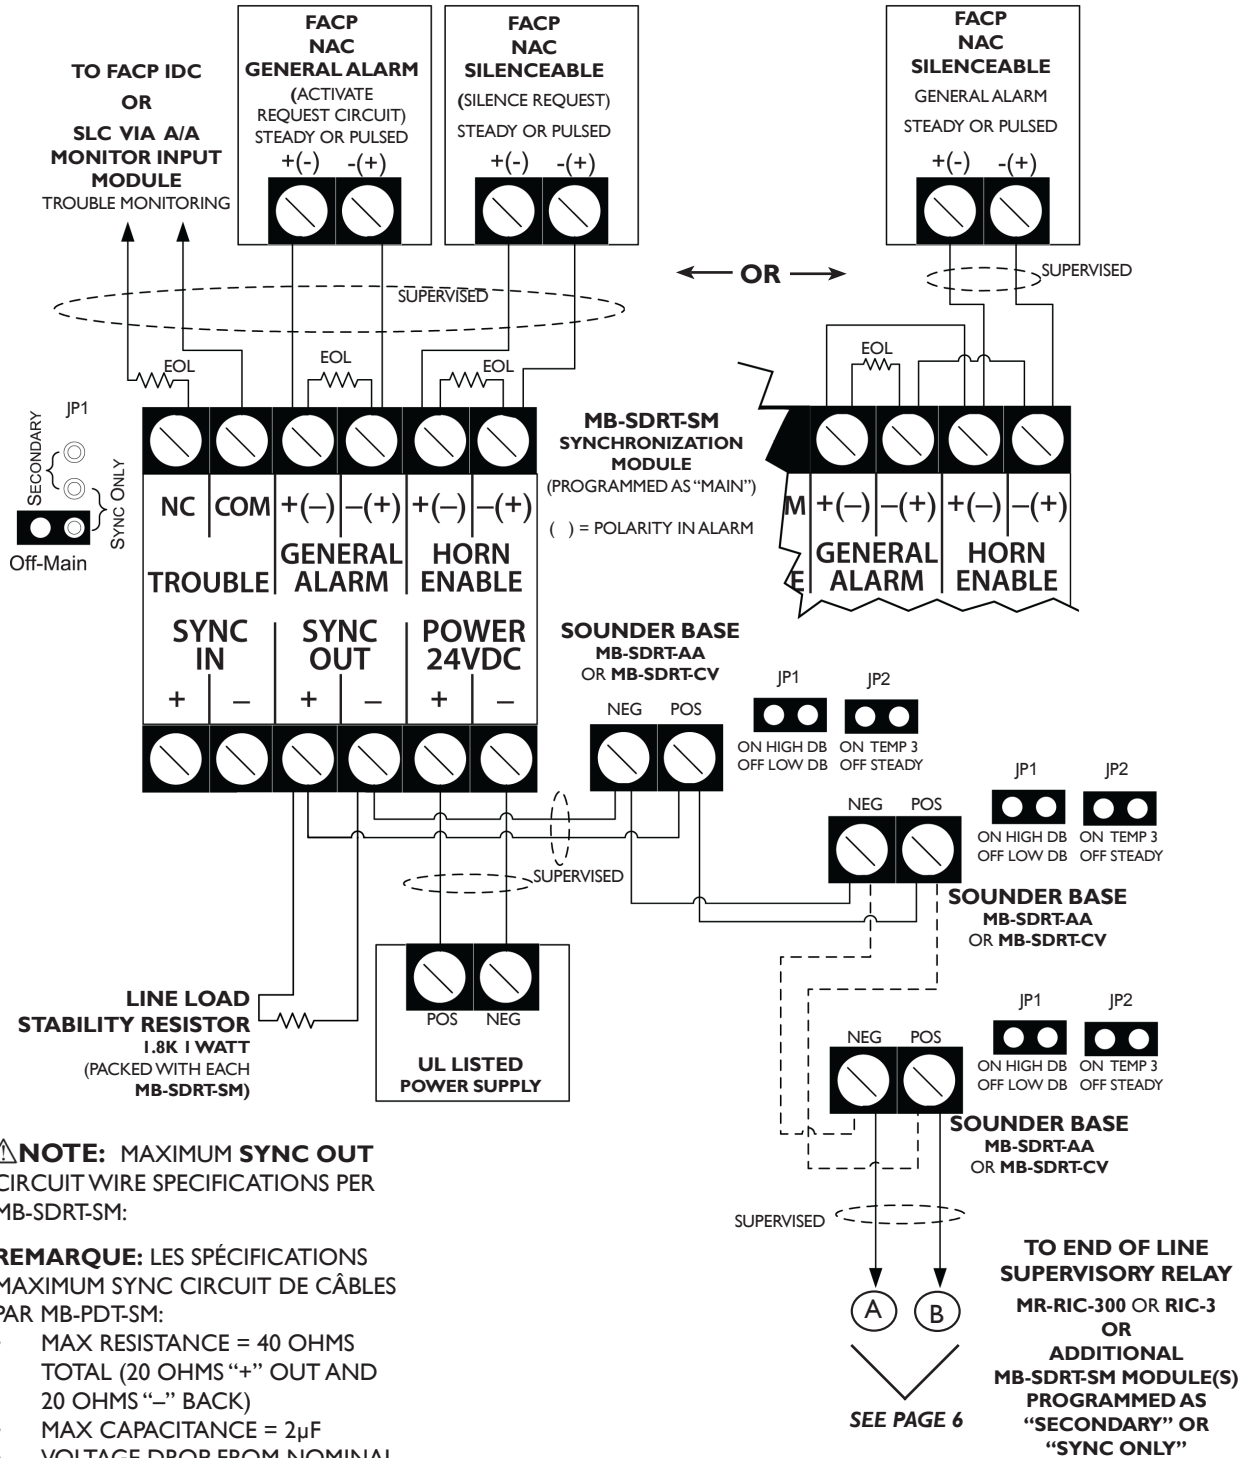 TO FACP IDC
OR
SLC VIA A/A
MONITOR INPUT
MODULE
TROUBLE MONITORING
FACP
NAC
GENERAL ALARM
(ACTIVATE
REQUEST CIRCUIT)
STEADY OR PULSED
+(-) -(+)
FACP
NAC
SILENCEABLE
(SILENCE REQUEST)
STEADY OR PULSED
+(-) -(+)
FACP
NAC
SILENCEABLE
GENERAL ALARM
STEADY OR PULSED
+(-) -(+)
OR
SUPERVISED
SUPERVISED
EOL
EOL
EOL
EOL
JP1
SECONDARY
SYNC ONLY
Off-Main
MB-SDRT-SM
SYNCHRONIZATION
MODULE
(PROGRAMMED AS "MAIN")
( ) = POLARITY IN ALARM
NC COM +(–) –(+) +(–) –(+)
TROUBLE
GENERAL
ALARM
HORN
ENABLE
SYNC
IN
SYNC
OUT
POWER
24VDC
+ – + – + –
M +(–) –(+) +(–) –(+)
E
GENERAL
ALARM
HORN
ENABLE
SOUNDER BASE
MB-SDRT-AA
OR MB-SDRT-CV
NEG POS
JP1 JP2
ON HIGH DB ON TEMP 3
OFF LOW DB OFF STEADY
JP1 JP2
NEG POS
ON HIGH DB ON TEMP 3
OFF LOW DB OFF STEADY
SOUNDER BASE
MB-SDRT-AA
OR MB-SDRT-CV
SUPERVISED
POS NEG
UL LISTED
POWER SUPPLY
LINE LOAD
STABILITY RESISTOR
1.8K 1 WATT
(PACKED WITH EACH
MB-SDRT-SM)
JP1 JP2
NEG POS
ON HIGH DB ON TEMP 3
OFF LOW DB OFF STEADY
SOUNDER BASE
MB-SDRT-AA
OR MB-SDRT-CV
SUPERVISED
A B
SEE PAGE 6
TO END OF LINE
SUPERVISORY RELAY
MR-RIC-300 OR RIC-3
OR
ADDITIONAL
MB-SDRT-SM MODULE(S)
PROGRAMMED AS
"SECONDARY" OR
"SYNC ONLY"
⚠NOTE: MAXIMUM SYNC OUT
CIRCUIT WIRE SPECIFICATIONS PER
MB-SDRT-SM:
REMARQUE: LES SPÉCIFICATIONS
MAXIMUM SYNC CIRCUIT DE CÂBLES
PAR MB-PDT-SM:
MAX RESISTANCE = 40 OHMS
TOTAL (20 OHMS "+" OUT AND
20 OHMS "–" BACK)
MAX CAPACITANCE = 2µF
VOLTAGE DROP FROM NOMINAL